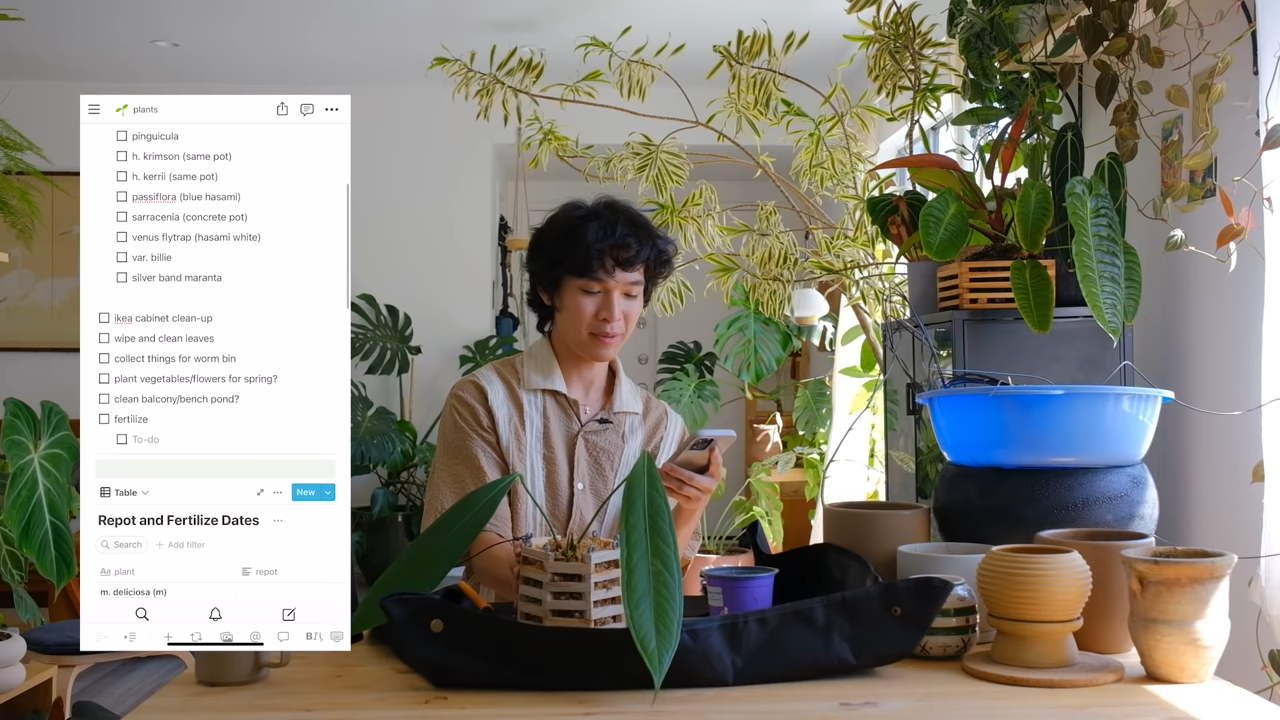 plants
pinguicula
h. krimson (same pot)
h. kerrii (same pot)
passiflora (blue hasami)
sarracenia (concrete pot)
venus flytrap (hasami white)
var. billie
silver band maranta
ikea cabinet clean-up
wipe and clean leaves
collect things for worm bin
plant vegetables/flowers for spring?
clean balcony/bench pond?
fertilize
To-do
Table New
Repot and Fertilize Dates
Search + Add filter
Aa plant repot
m. deliciosa (m)